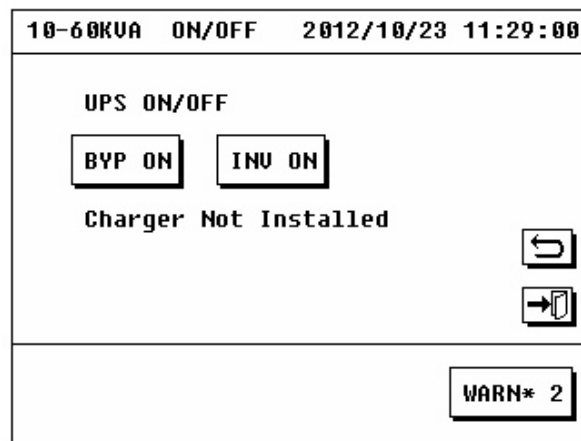 10-60KVA ON/OFF 2012/10/23 11:29:00
UPS ON/OFF
BYP ON INV ON
Charger Not Installed
WARN* 2